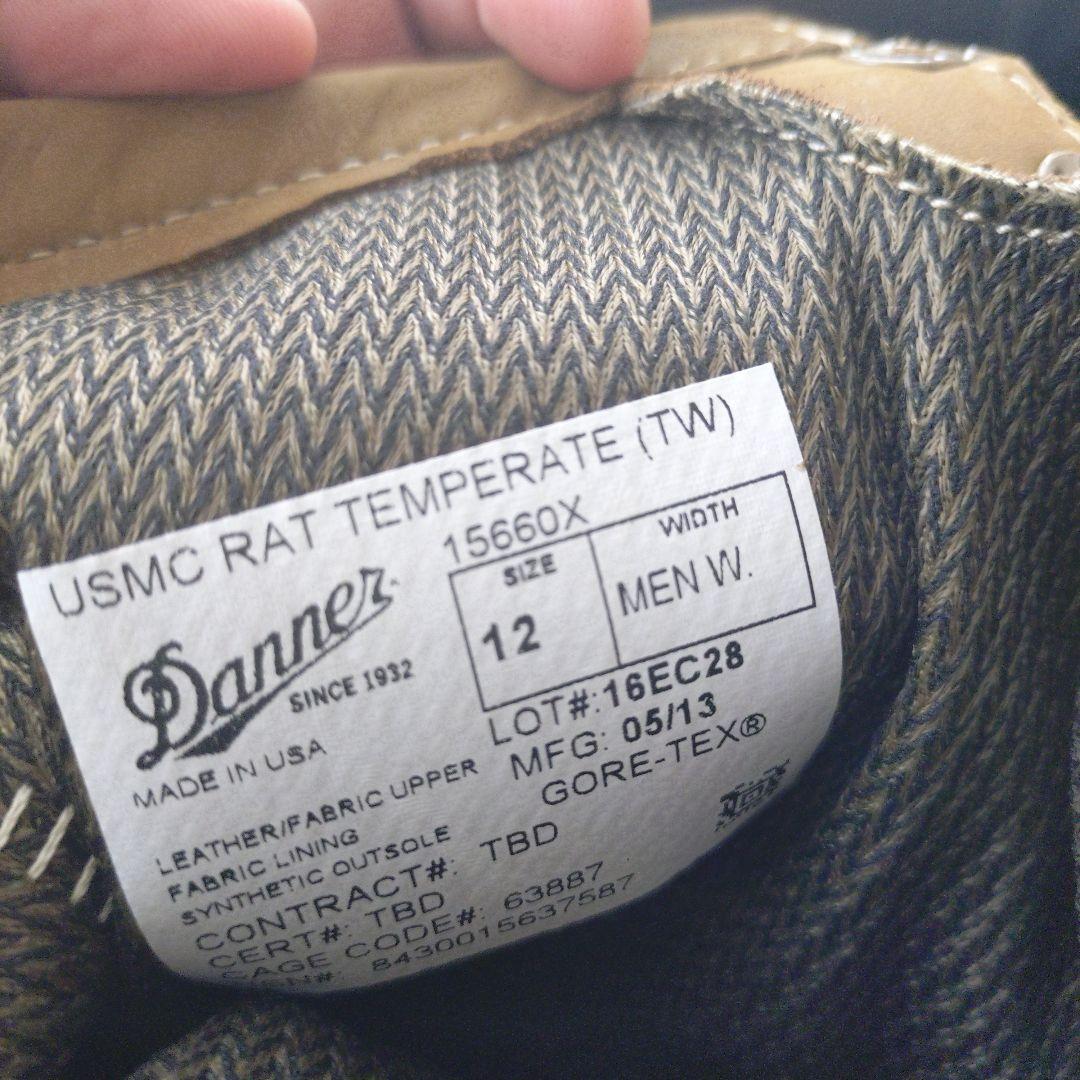 USMC RAT TEMPERATE (TW)
15660X
Danner
SINCE 1932
MADE IN USA
SIZE
12
WIDTH
MEN W.
LOT#:16EC28
MFG: 05/13
GORE-TEX®
LEATHER/FABRIC UPPER
FABRIC LINING
SYNTHETIC OUTSOLE
CONTRACT#: TBD
CERT#: TBD
CAGE CODE#: 63887
8430015637587